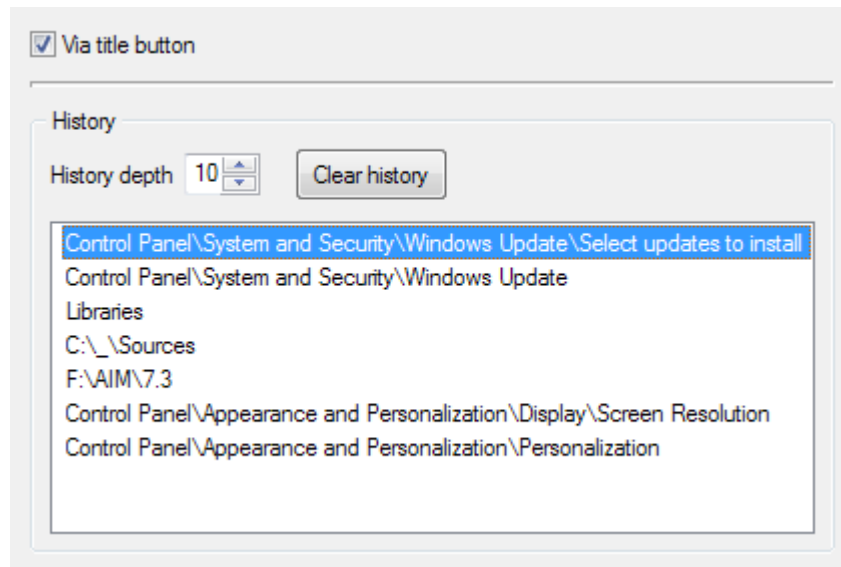 Via title button
History
History depth 10 Clear history
Control Panel\System and Security\Windows Update\Select updates to install
Control Panel\System and Security\Windows Update
Libraries
C:\_\Sources
F:\AIM\7.3
Control Panel\Appearance and Personalization\Display\Screen Resolution
Control Panel\Appearance and Personalization\Personalization